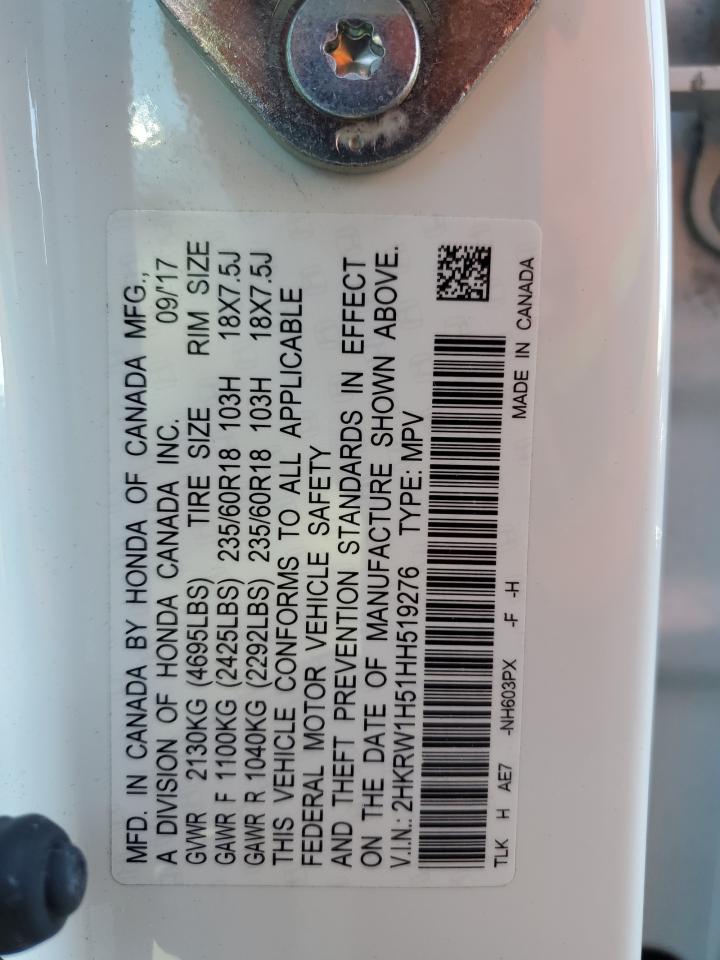 MFD. IN CANADA BY HONDA OF CANADA MFG.,
A DIVISION OF HONDA CANADA INC. 09/'17
GVWR 2130KG (4695LBS) TIRE SIZE RIM SIZE
GAWR F 1100KG (2425LBS) 235/60R18 103H 18X7.5J
GAWR R 1040KG (2292LBS) 235/60R18 103H 18X7.5J
THIS VEHICLE CONFORMS TO ALL APPLICABLE
FEDERAL MOTOR VEHICLE SAFETY
AND THEFT PREVENTION STANDARDS IN EFFECT
ON THE DATE OF MANUFACTURE SHOWN ABOVE.
V.I.N.: 2HKRW1H51HH519276 TYPE: MPV
TLK H AE7 -NH603PX -F -H
MADE IN CANADA